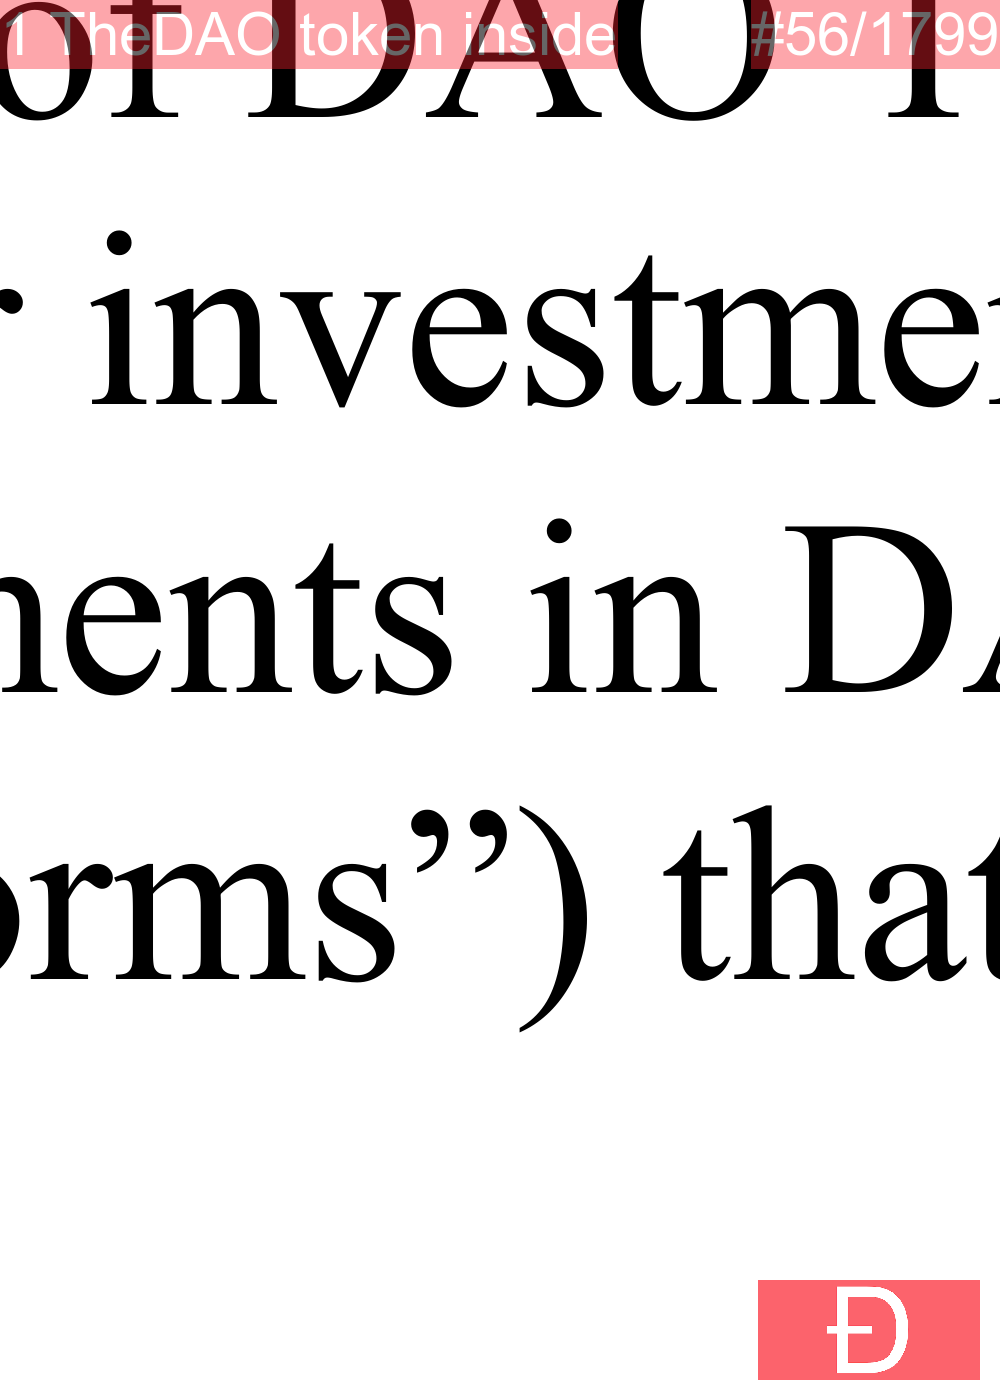 1 TheDAO token inside #56/1799
of DAO T
r investmen
nents in DA
orms”) that
Đ